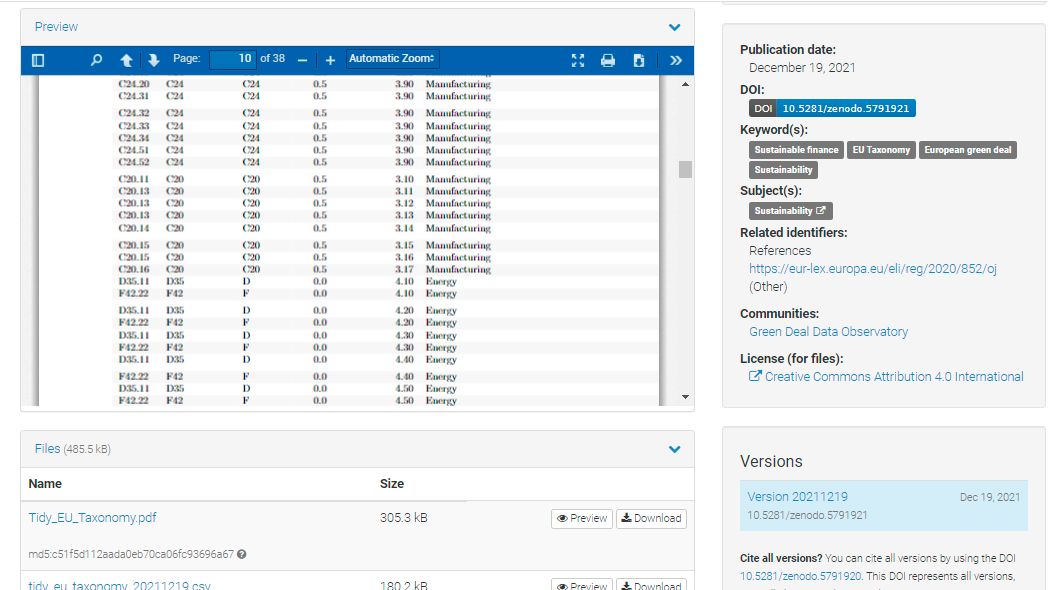 Preview
Page: 10 of 38 — + Automatic Zoom
C24.20 C24 C24 0.5 3.90 Manufacturing
C24.31 C24 C24 0.5 3.90 Manufacturing
C24.32 C24 C24 0.5 3.90 Manufacturing
C24.33 C24 C24 0.5 3.90 Manufacturing
C24.34 C24 C24 0.5 3.90 Manufacturing
C24.51 C24 C24 0.5 3.90 Manufacturing
C24.52 C24 C24 0.5 3.90 Manufacturing
C20.11 C20 C20 0.5 3.10 Manufacturing
C20.13 C20 C20 0.5 3.11 Manufacturing
C20.13 C20 C20 0.5 3.12 Manufacturing
C20.13 C20 C20 0.5 3.13 Manufacturing
C20.14 C20 C20 0.5 3.14 Manufacturing
C20.15 C20 C20 0.5 3.15 Manufacturing
C20.15 C20 C20 0.5 3.16 Manufacturing
C20.16 C20 C20 0.5 3.17 Manufacturing
D35.11 D35 D 0.0 4.10 Energy
F42.22 F42 F 0.0 4.10 Energy
D35.11 D35 D 0.0 4.20 Energy
F42.22 F42 F 0.0 4.20 Energy
D35.11 D35 D 0.0 4.30 Energy
F42.22 F42 F 0.0 4.30 Energy
D35.11 D35 D 0.0 4.40 Energy
F42.22 F42 F 0.0 4.40 Energy
D35.11 D35 D 0.0 4.50 Energy
F42.22 F42 F 0.0 4.50 Energy
Files (485.5 kB)
Name Size
Tidy_EU_Taxonomy.pdf 305.3 kB Preview Download
md5:c51f5d112aada0eb70ca06fc93696a67
tidy_eu_taxonomy_20211219.csv 180.2 kB Preview Download
Publication date:
December 19, 2021
DOI:
DOI 10.5281/zenodo.5791921
Keyword(s):
Sustainable finance EU Taxonomy European green deal
Sustainability
Subject(s):
Sustainability
Related identifiers:
References
https://eur-lex.europa.eu/eli/reg/2020/852/oj
(Other)
Communities:
Green Deal Data Observatory
License (for files):
Creative Commons Attribution 4.0 International
Versions
Version 20211219 Dec 19, 2021
10.5281/zenodo.5791921
Cite all versions? You can cite all versions by using the DOI
10.5281/zenodo.5791920. This DOI represents all versions,